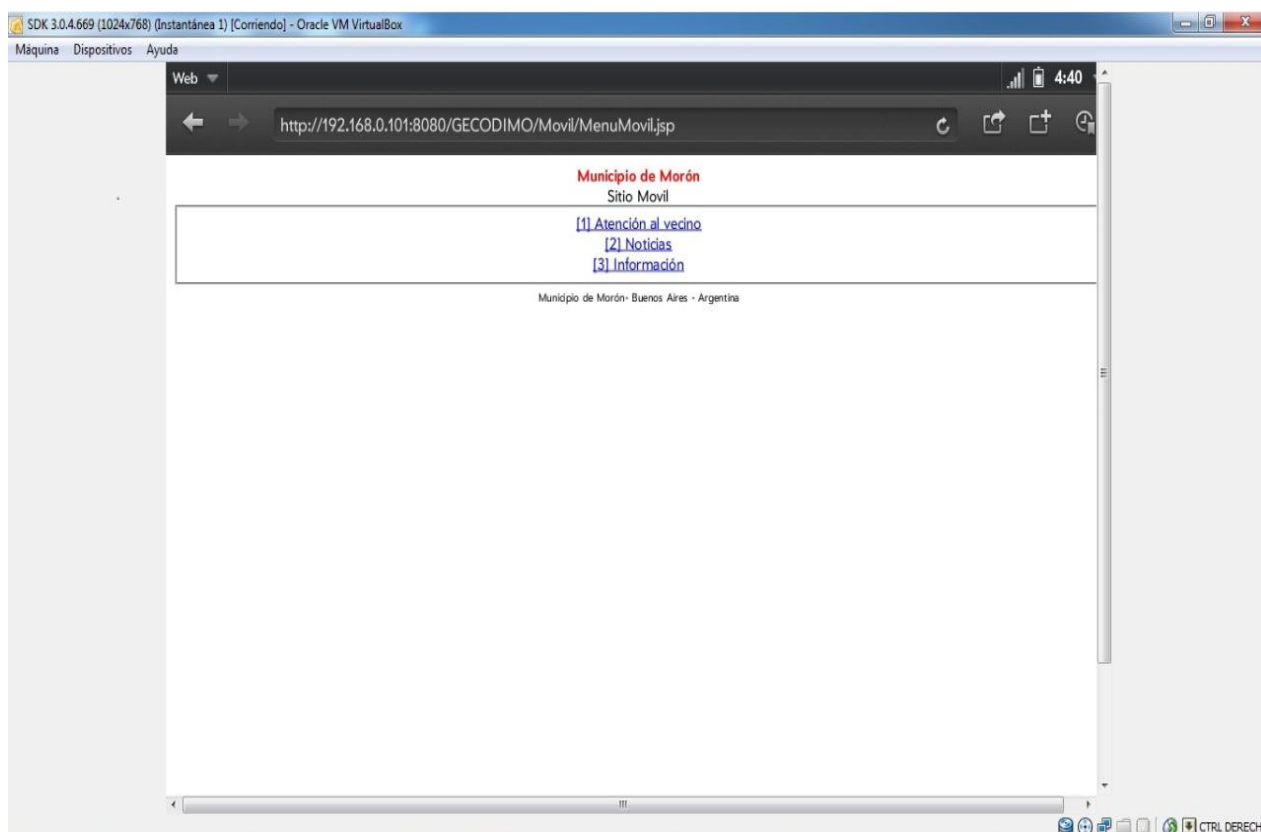 SDK 3.0.4.669 (1024x768) (Instantánea 1) [Corriendo] - Oracle VM VirtualBox
Máquina Dispositivos Ayuda
Web 4:40
http://192.168.0.101:8080/GECODIMO/Movil/MenuMovil.jsp
Municipio de Morón
Sitio Movil
[1] Atención al vecino
[2] Noticias
[3] Información
Municipio de Morón- Buenos Aires - Argentina
CTRL DERECH